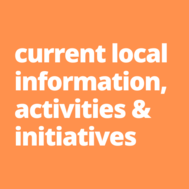 current local
information,
activities &
initiatives